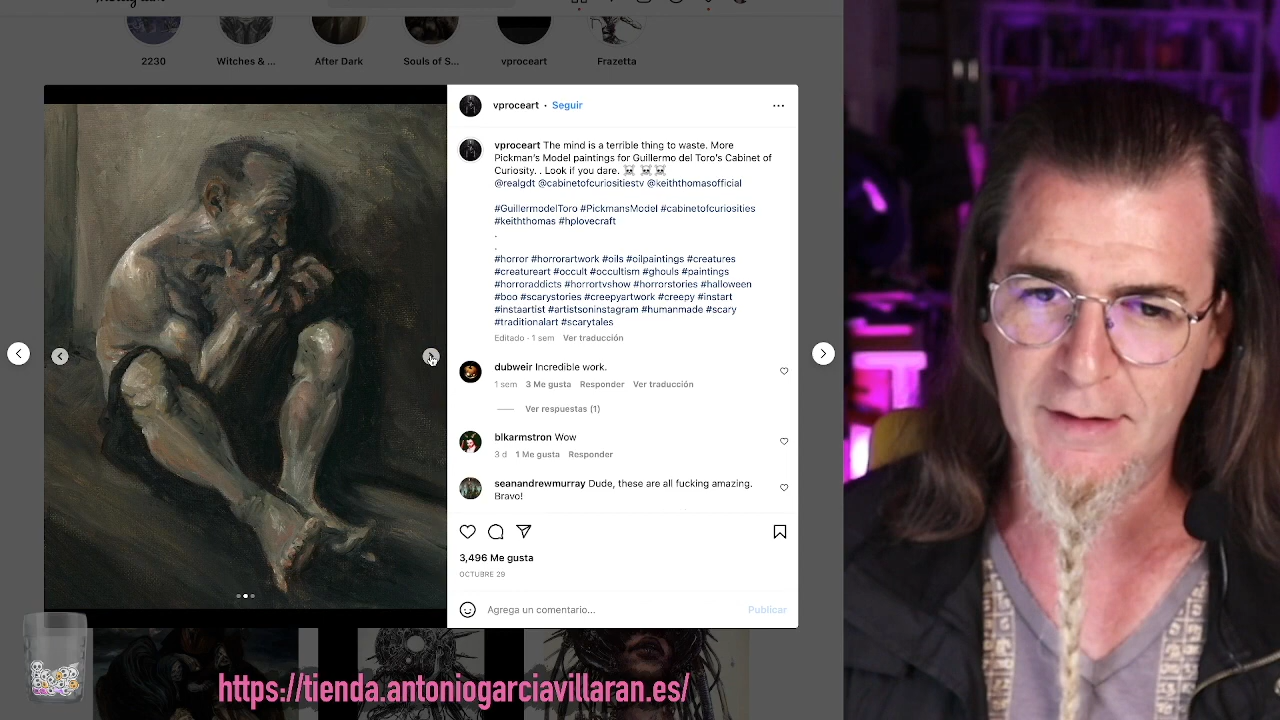 2230
Witches & ...
After Dark
Souls of S...
vproceart
Frazetta
vproceart • Seguir
vproceart The mind is a terrible thing to waste. More
Pickman's Model paintings for Guillermo del Toro's Cabinet of
Curiosity. . Look if you dare. ☠️ ☠️☠️
@realgdt @cabinetofcuriositiestv @keiththomasofficial
#GuillermodelToro #PickmansModel #cabinetofcuriosities
#keiththomas #hplovecraft
.
.
#horror #horrorartwork #oils #oilpaintings #creatures
#creatureart #occult #occultism #ghouls #paintings
#horroraddicts #horrortvshow #horrorstories #halloween
#boo #scarystories #creepyartwork #creepy #instart
#instaartist #artistsoninstagram #humanmade #scary
#traditionalart #scarytales
Editado · 1 sem Ver traducción
dubweir Incredible work.
1 sem 3 Me gusta Responder Ver traducción
Ver respuestas (1)
blkarmstron Wow
3 d 1 Me gusta Responder
seanandrewmurray Dude, these are all fucking amazing.
Bravo!
3,496 Me gusta
OCTUBRE 29
Agrega un comentario... Publicar
https://tienda.antoniogarciavillaran.es/